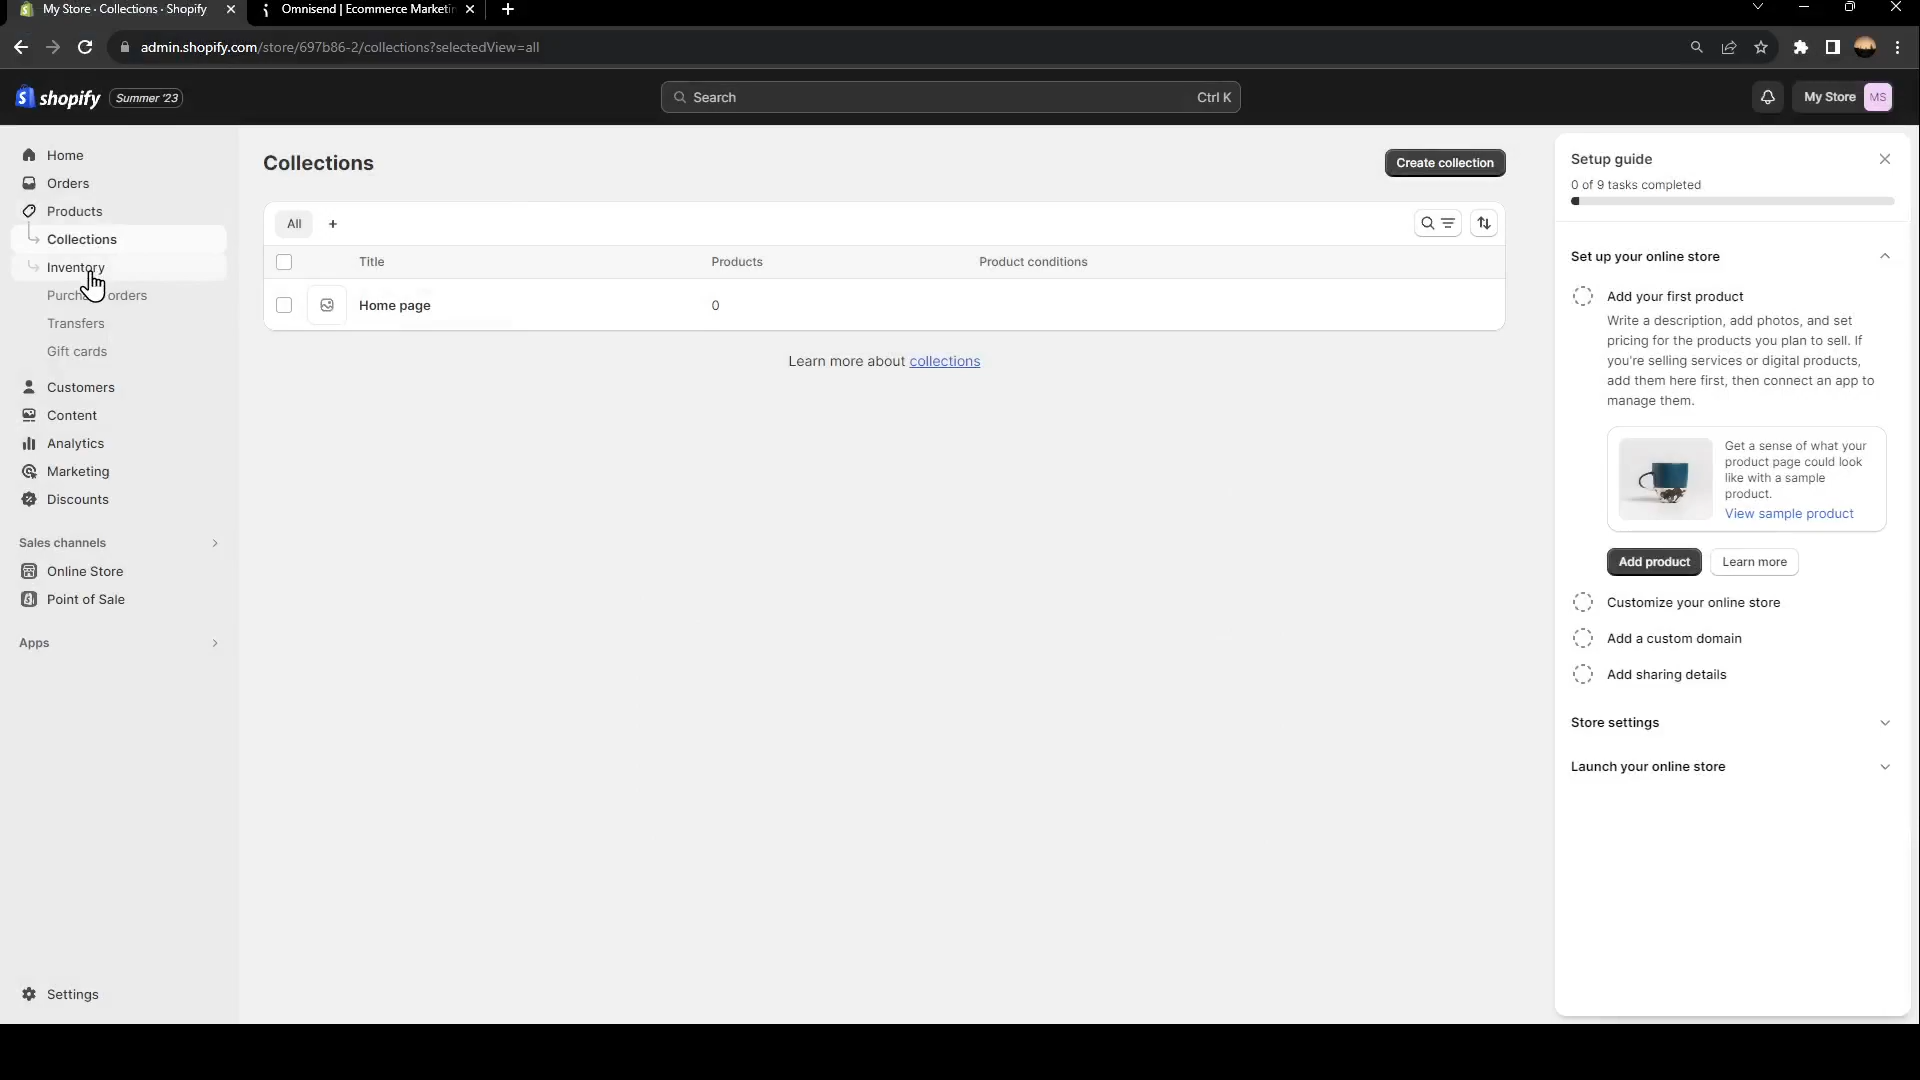 My Store · Collections · Shopify
Omnisend | Ecommerce Marketin
admin.shopify.com/store/697b86-2/collections?selectedView=all
shopify
Summer '23
Search
Ctrl K
My Store
MS
Home
Orders
Products
Collections
Inventory
Purch orders
Transfers
Gift cards
Customers
Content
Analytics
Marketing
Discounts
Sales channels
Online Store
Point of Sale
Apps
Settings
Collections
Create collection
All
+
Title
Products
Product conditions
Home page
0
Learn more about collections
Setup guide
0 of 9 tasks completed
Set up your online store
Add your first product
Write a description, add photos, and set
pricing for the products you plan to sell. If
you're selling services or digital products,
add them here first, then connect an app to
manage them.
Get a sense of what your
product page could look
like with a sample
product.
View sample product
Add product
Learn more
Customize your online store
Add a custom domain
Add sharing details
Store settings
Launch your online store